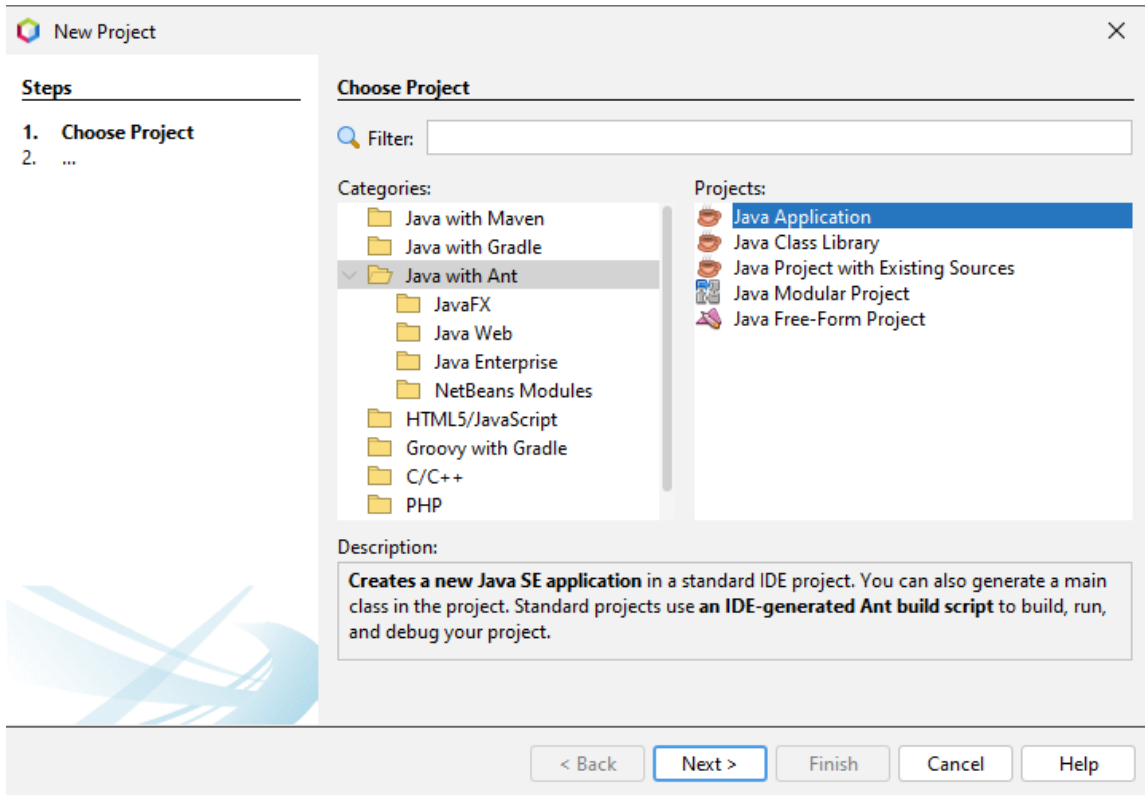 New Project
Steps
1. Choose Project
2. ...
Choose Project
Filter:
Categories:
Java with Maven
Java with Gradle
Java with Ant
JavaFX
Java Web
Java Enterprise
NetBeans Modules
HTML5/JavaScript
Groovy with Gradle
C/C++
PHP
Projects:
Java Application
Java Class Library
Java Project with Existing Sources
Java Modular Project
Java Free-Form Project
Description:
Creates a new Java SE application in a standard IDE project. You can also generate a main
class in the project. Standard projects use an IDE-generated Ant build script to build, run,
and debug your project.
< Back
Next >
Finish
Cancel
Help